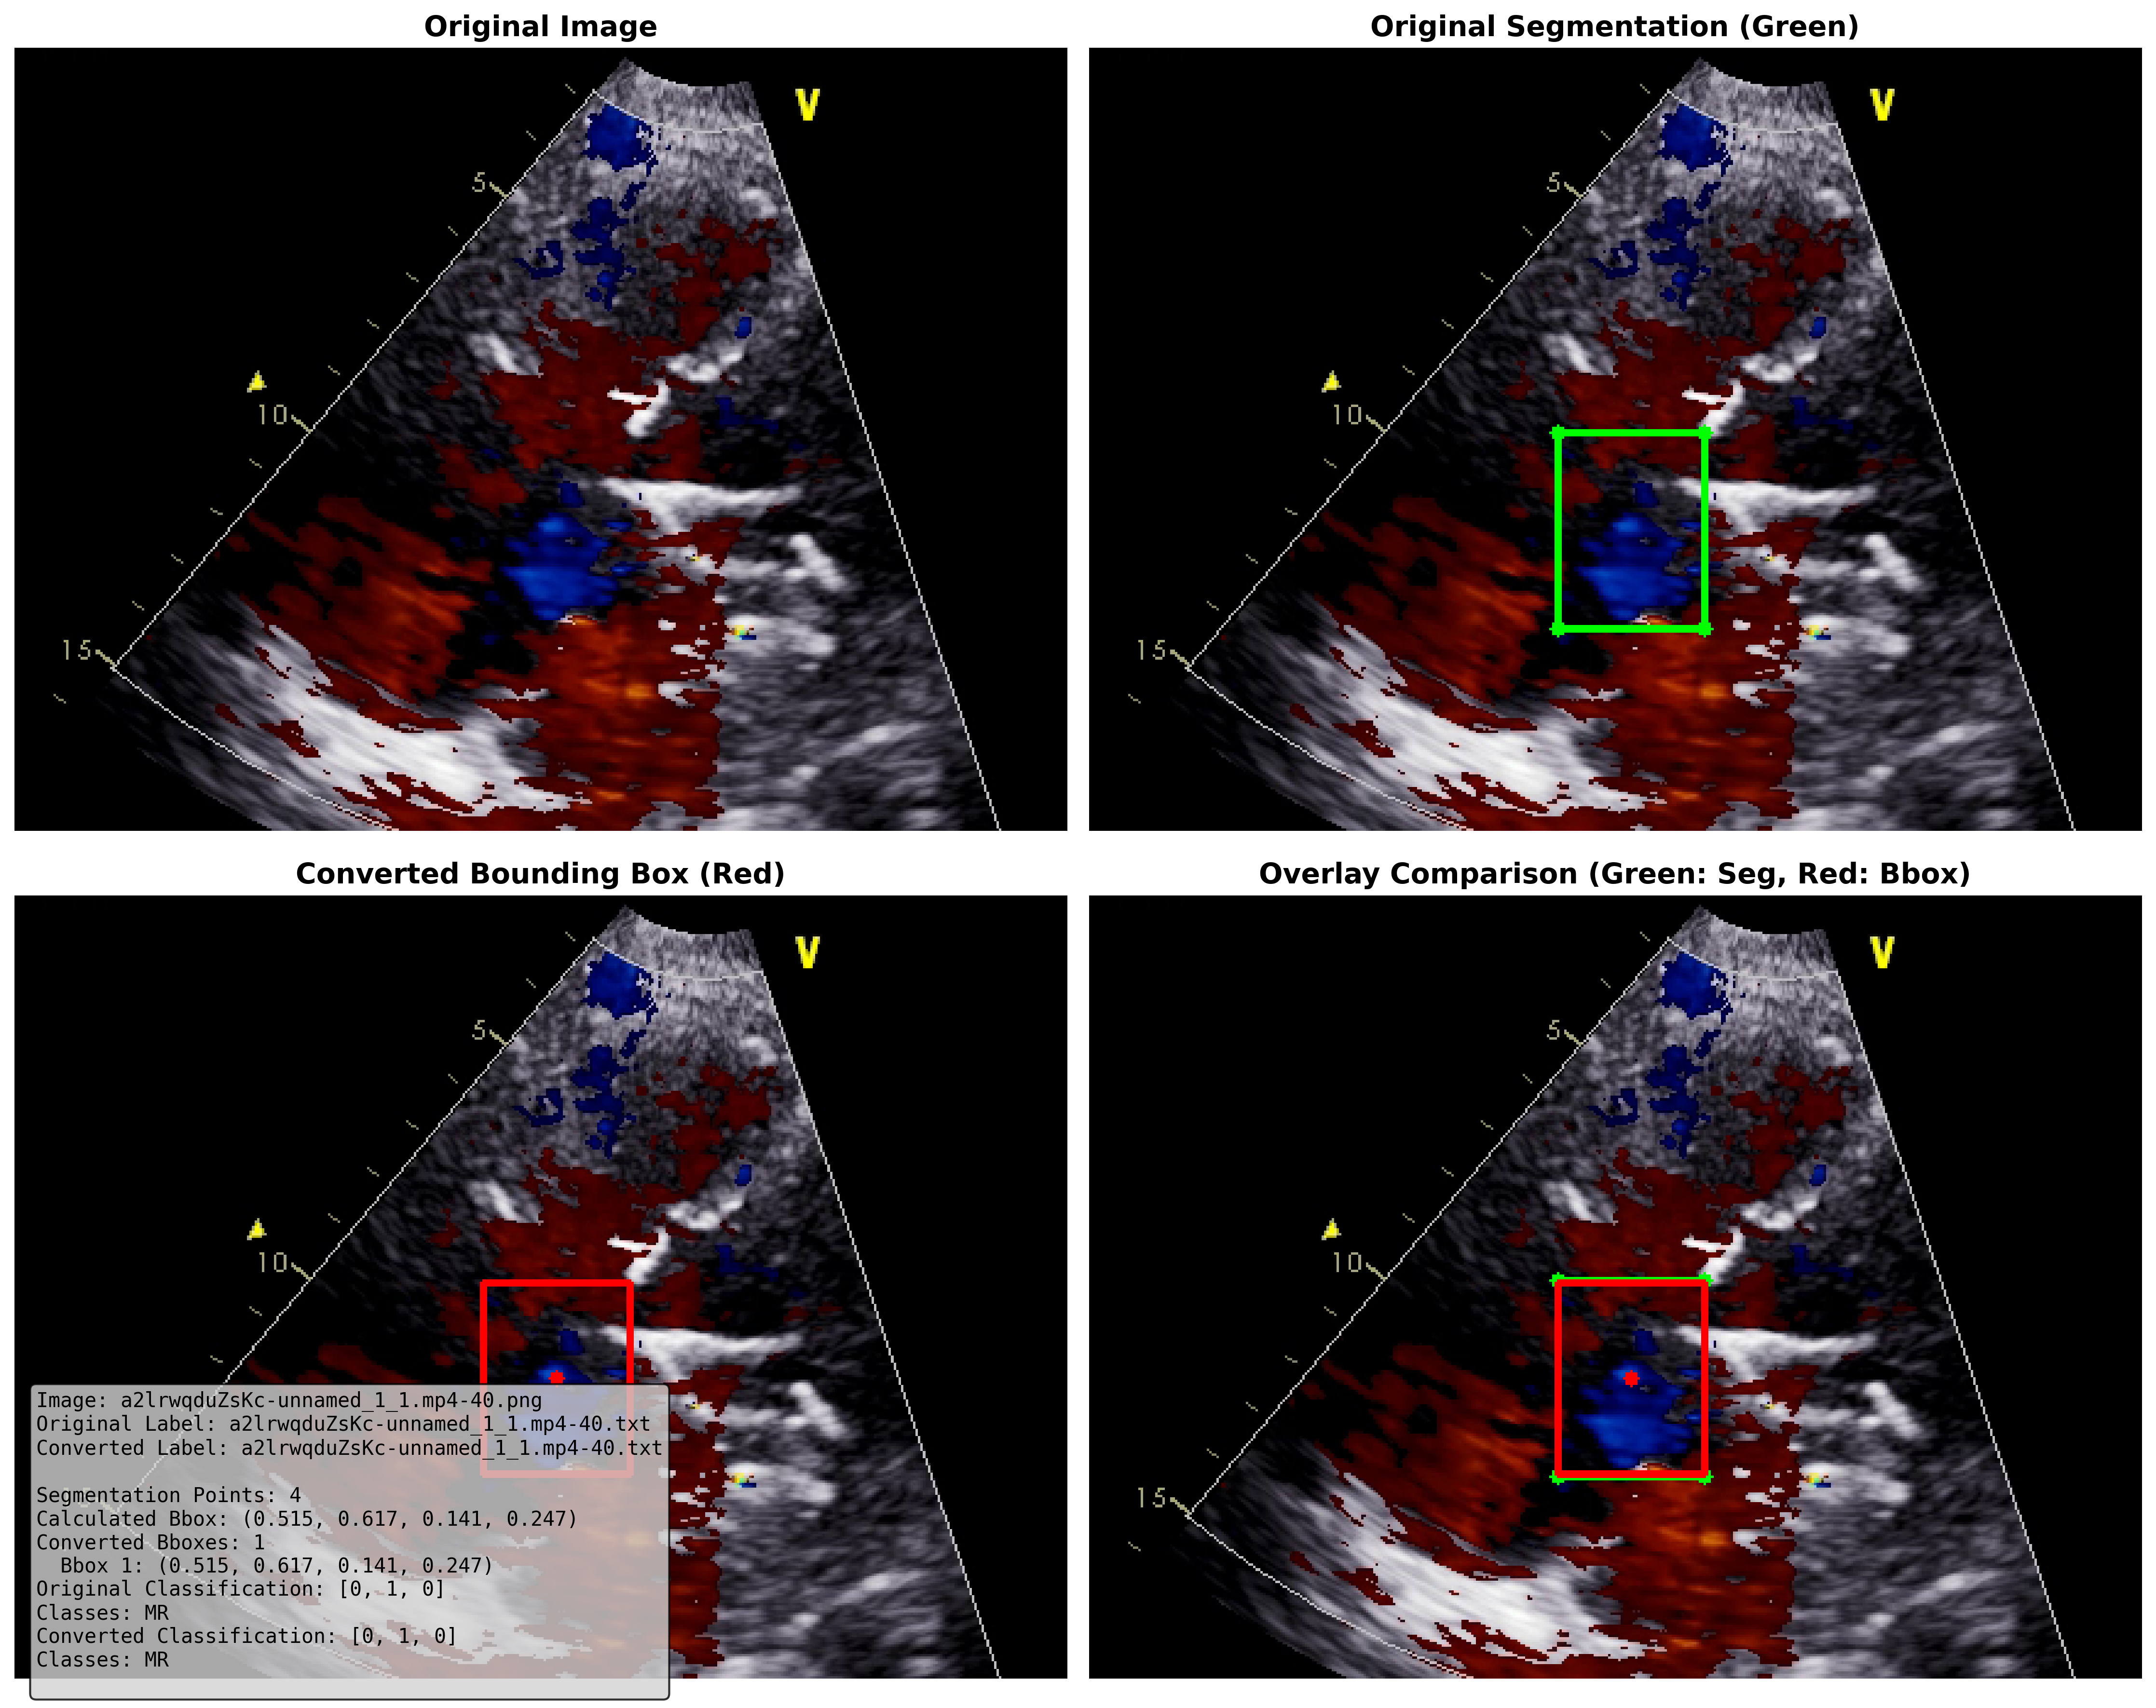 Original Image
V
5
10
15
Original Segmentation (Green)
V
5
10
15
Converted Bounding Box (Red)
V
5
10
Image: a2lrwqduZsKc-unnamed_1_1.mp4-40.png
Original Label: a2lrwqduZsKc-unnamed_1_1.mp4-40.txt
Converted Label: a2lrwqduZsKc-unnamed_1_1.mp4-40.txt
Segmentation Points: 4
Calculated Bbox: (0.515, 0.617, 0.141, 0.247)
Converted Bboxes: 1
Bbox 1: (0.515, 0.617, 0.141, 0.247)
Original Classification: [0, 1, 0]
Classes: MR
Converted Classification: [0, 1, 0]
Classes: MR
Overlay Comparison (Green: Seg, Red: Bbox)
V
5
10
15